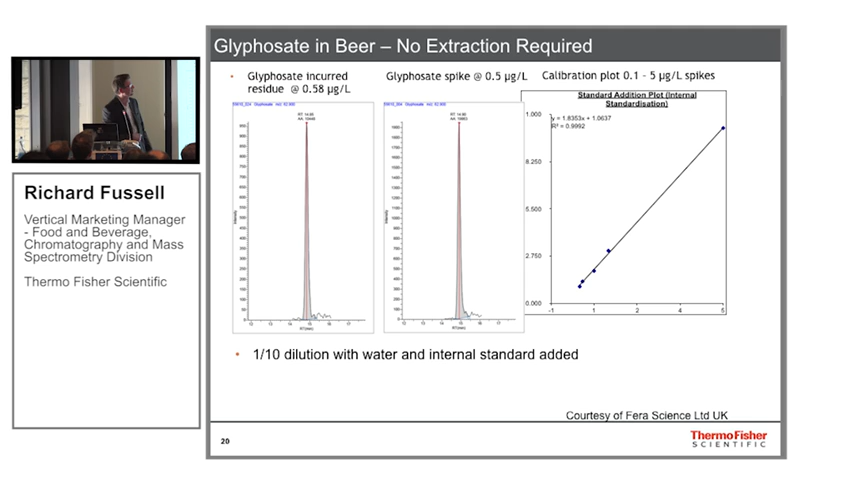 Glyphosate in Beer – No Extraction Required
• Glyphosate incurred
residue @ 0.58 µg/L
Glyphosate spike @ 0.5 µg/L
Calibration plot 0.1 – 5 µg/L spikes
Standard Addition Plot (Internal
Standardisation)
y = 1.8353x + 1.0637
R² = 0.9992
1.000
8.250
5.500
2.750
0.000
-1 1 2 4 5
• 1/10 dilution with water and internal standard added
Courtesy of Fera Science Ltd UK
20
ThermoFisher
SCIENTIFIC
Richard Fussell
Vertical Marketing Manager
- Food and Beverage,
Chromatography and Mass
Spectrometry Division
Thermo Fisher Scientific